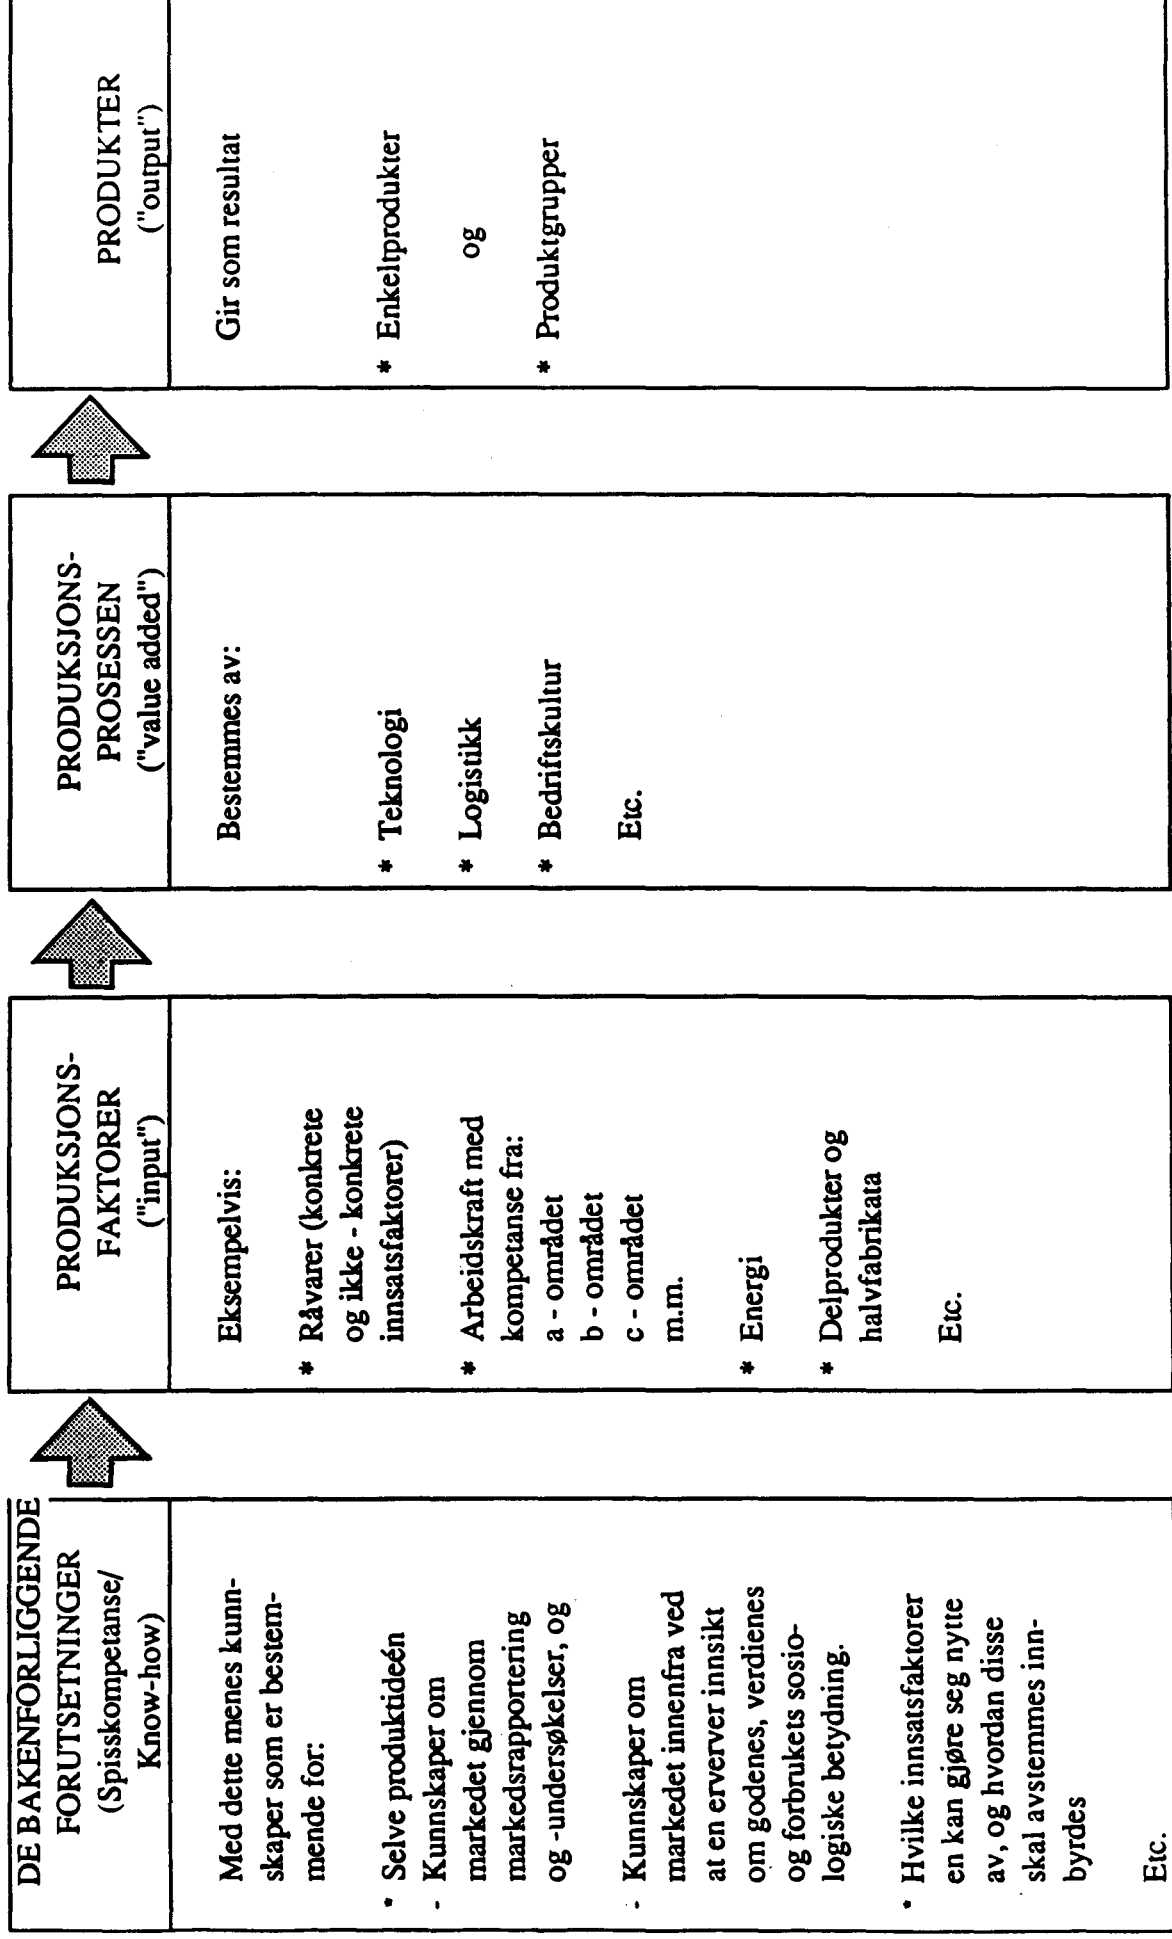 DE BAKENFORLIGGENDE
FORUTSETNINGER
(Spisskompetanse/
Know-how)
Med dette menes kunn-
skaper som er bestem-
mende for:
* Selve produktideén
- Kunnskaper om
markedet gjennom
markedsrapportering
og -undersøkelser, og
- Kunnskaper om
markedet innenfra ved
at en erverver innsikt
om godenes, verdienes
og forbrukets sosio-
logiske betydning.
* Hvilke innsatsfaktorer
en kan gjøre seg nytte
av, og hvordan disse
skal avstemmes inn-
byrdes
Etc.
PRODUKSJONS-
FAKTORER
("input")
Eksempelvis:
* Råvarer (konkrete
og ikke - konkrete
innsatsfaktorer)
* Arbeidskraft med
kompetanse fra:
a - området
b - området
c - området
m.m.
* Energi
* Delprodukter og
halvfabrikata
Etc.
PRODUKSJONS-
PROSESSEN
("value added")
Bestemmes av:
* Teknologi
* Logistikk
* Bedriftskultur
Etc.
PRODUKTER
("output")
Gir som resultat
* Enkeltprodukter
og
* Produktgrupper